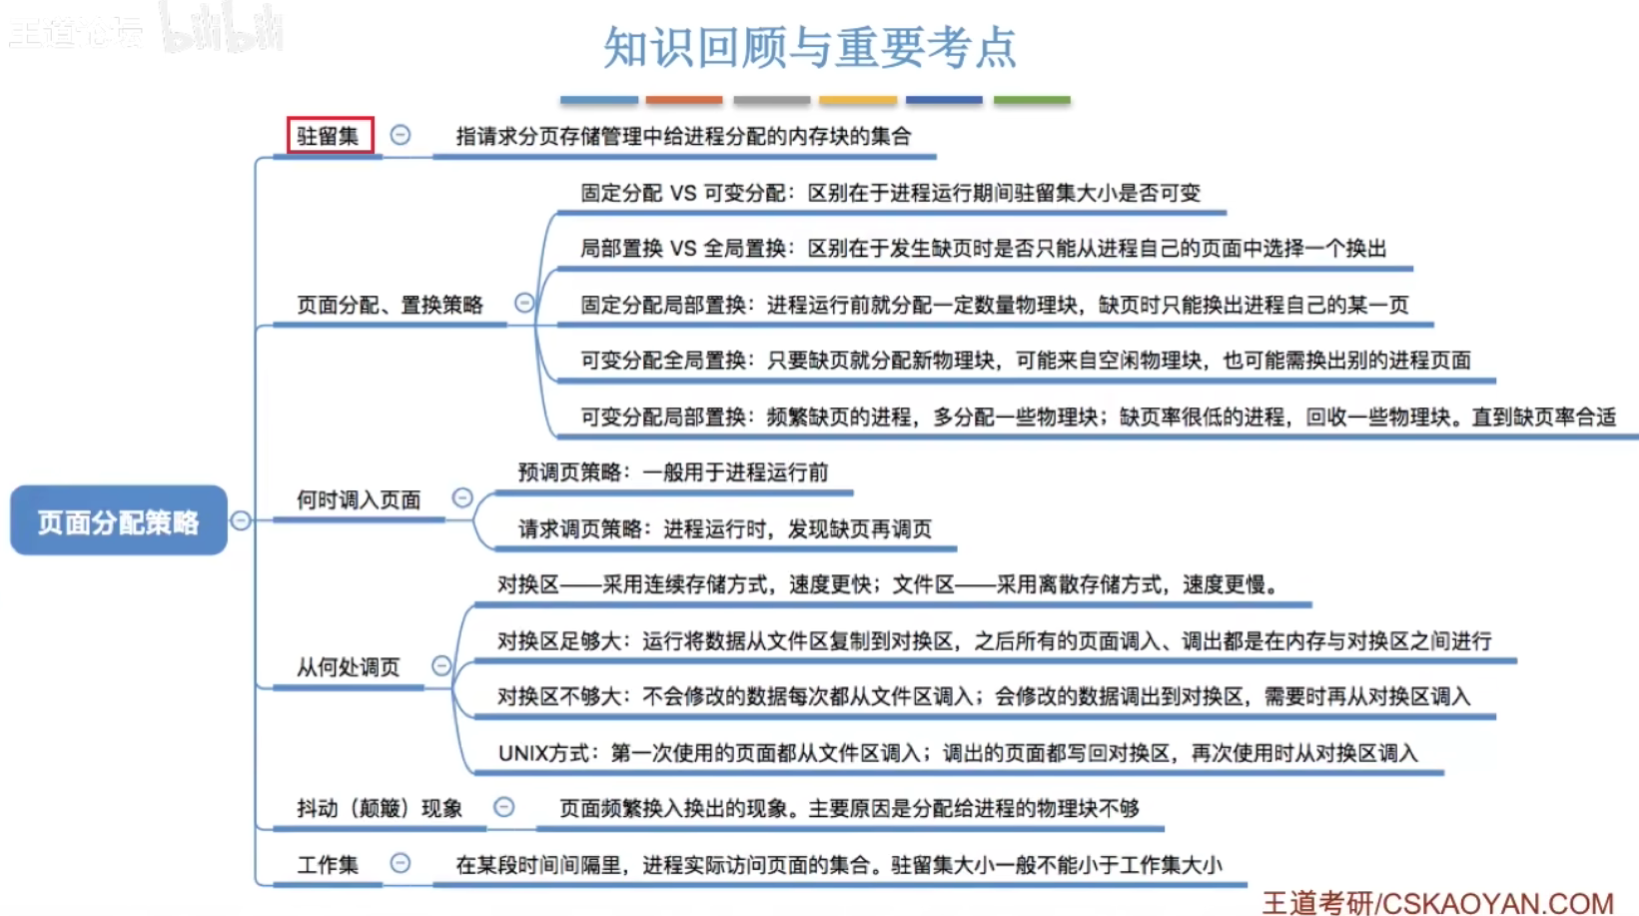 王道论坛 bilibili
知识回顾与重要考点
驻留集
指请求分页存储管理中给进程分配的内存块的集合
固定分配 VS 可变分配：区别在于进程运行期间驻留集大小是否可变
局部置换 VS 全局置换：区别在于发生缺页时是否只能从进程自己的页面中选择一个换出
页面分配、置换策略
固定分配局部置换：进程运行前就分配一定数量物理块，缺页时只能换出进程自己的某一页
可变分配全局置换：只要缺页就分配新物理块，可能来自空闲物理块，也可能需换出别的进程页面
可变分配局部置换：频繁缺页的进程，多分配一些物理块；缺页率很低的进程，回收一些物理块。直到缺页率合适
何时调入页面
预调页策略：一般用于进程运行前
请求调页策略：进程运行时，发现缺页再调页
页面分配策略
对换区——采用连续存储方式，速度更快；文件区——采用离散存储方式，速度更慢。
对换区足够大：运行将数据从文件区复制到对换区，之后所有的页面调入、调出都是在内存与对换区之间进行
从何处调页
对换区不够大：不会修改的数据每次都从文件区调入；会修改的数据调出到对换区，需要时再从对换区调入
UNIX方式：第一次使用的页面都从文件区调入；调出的页面都写回对换区，再次使用时从对换区调入
抖动（颠簸）现象
页面频繁换入换出的现象。主要原因是分配给进程的物理块不够
工作集
在某段时间间隔里，进程实际访问页面的集合。驻留集大小一般不能小于工作集大小
王道考研/CSKAOYAN.COM